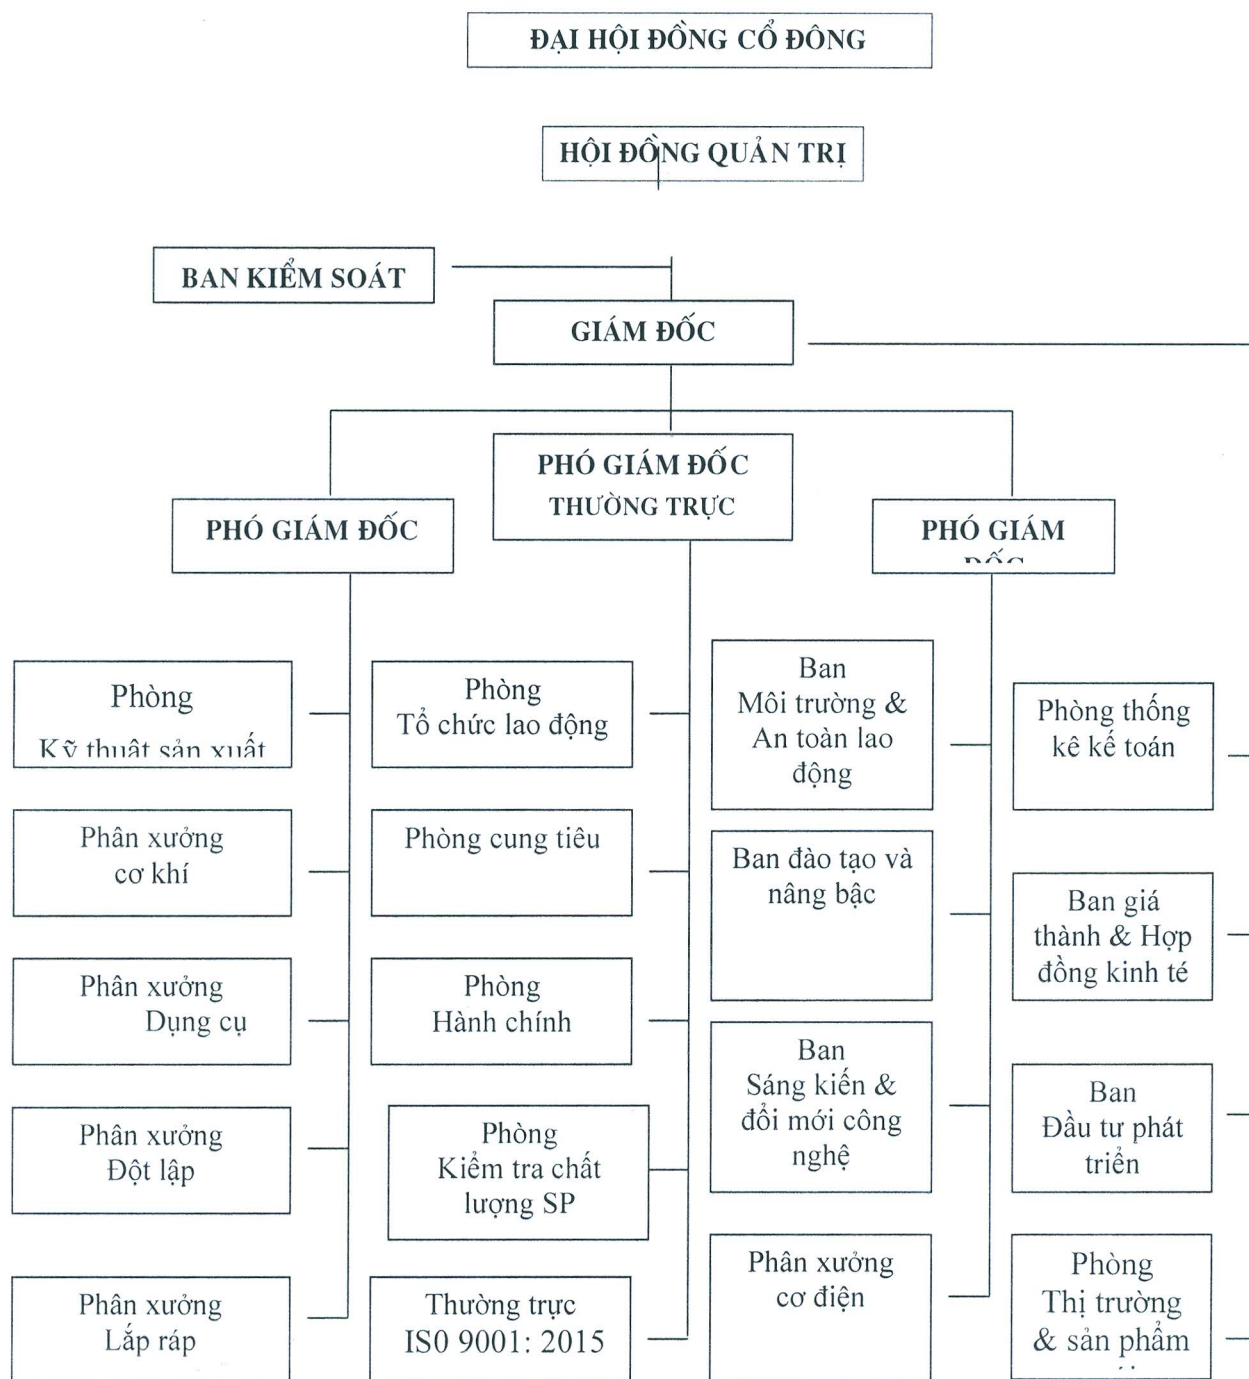 ĐẠI HỘI ĐỒNG CỔ ĐÔNG
HỘI ĐỒNG QUẢN TRỊ
BAN KIỂM SOÁT
GIÁM ĐỐC
PHÓ GIÁM ĐỐC
THƯỜNG TRỰC
PHÓ GIÁM ĐỐC
PHÓ GIÁM
ĐỐC
Phòng
Kỹ thuật sản xuất
Phân xưởng
cơ khí
Phân xưởng
Dụng cụ
Phân xưởng
Đột lập
Phân xưởng
Lắp ráp
Phòng
Tổ chức lao động
Phòng cung tiêu
Phòng
Hành chính
Phòng
Kiểm tra chất
lượng SP
Thường trực
IS0 9001: 2015
Ban
Môi trường &
An toàn lao
động
Ban đào tạo và
nâng bậc
Ban
Sáng kiến &
đổi mới công
nghệ
Phân xưởng
cơ điện
Phòng thống
kê kế toán
Ban giá
thành & Hợp
đồng kinh té
Ban
Đầu tư phát
triển
Phòng
Thị trường
& sản phẩm